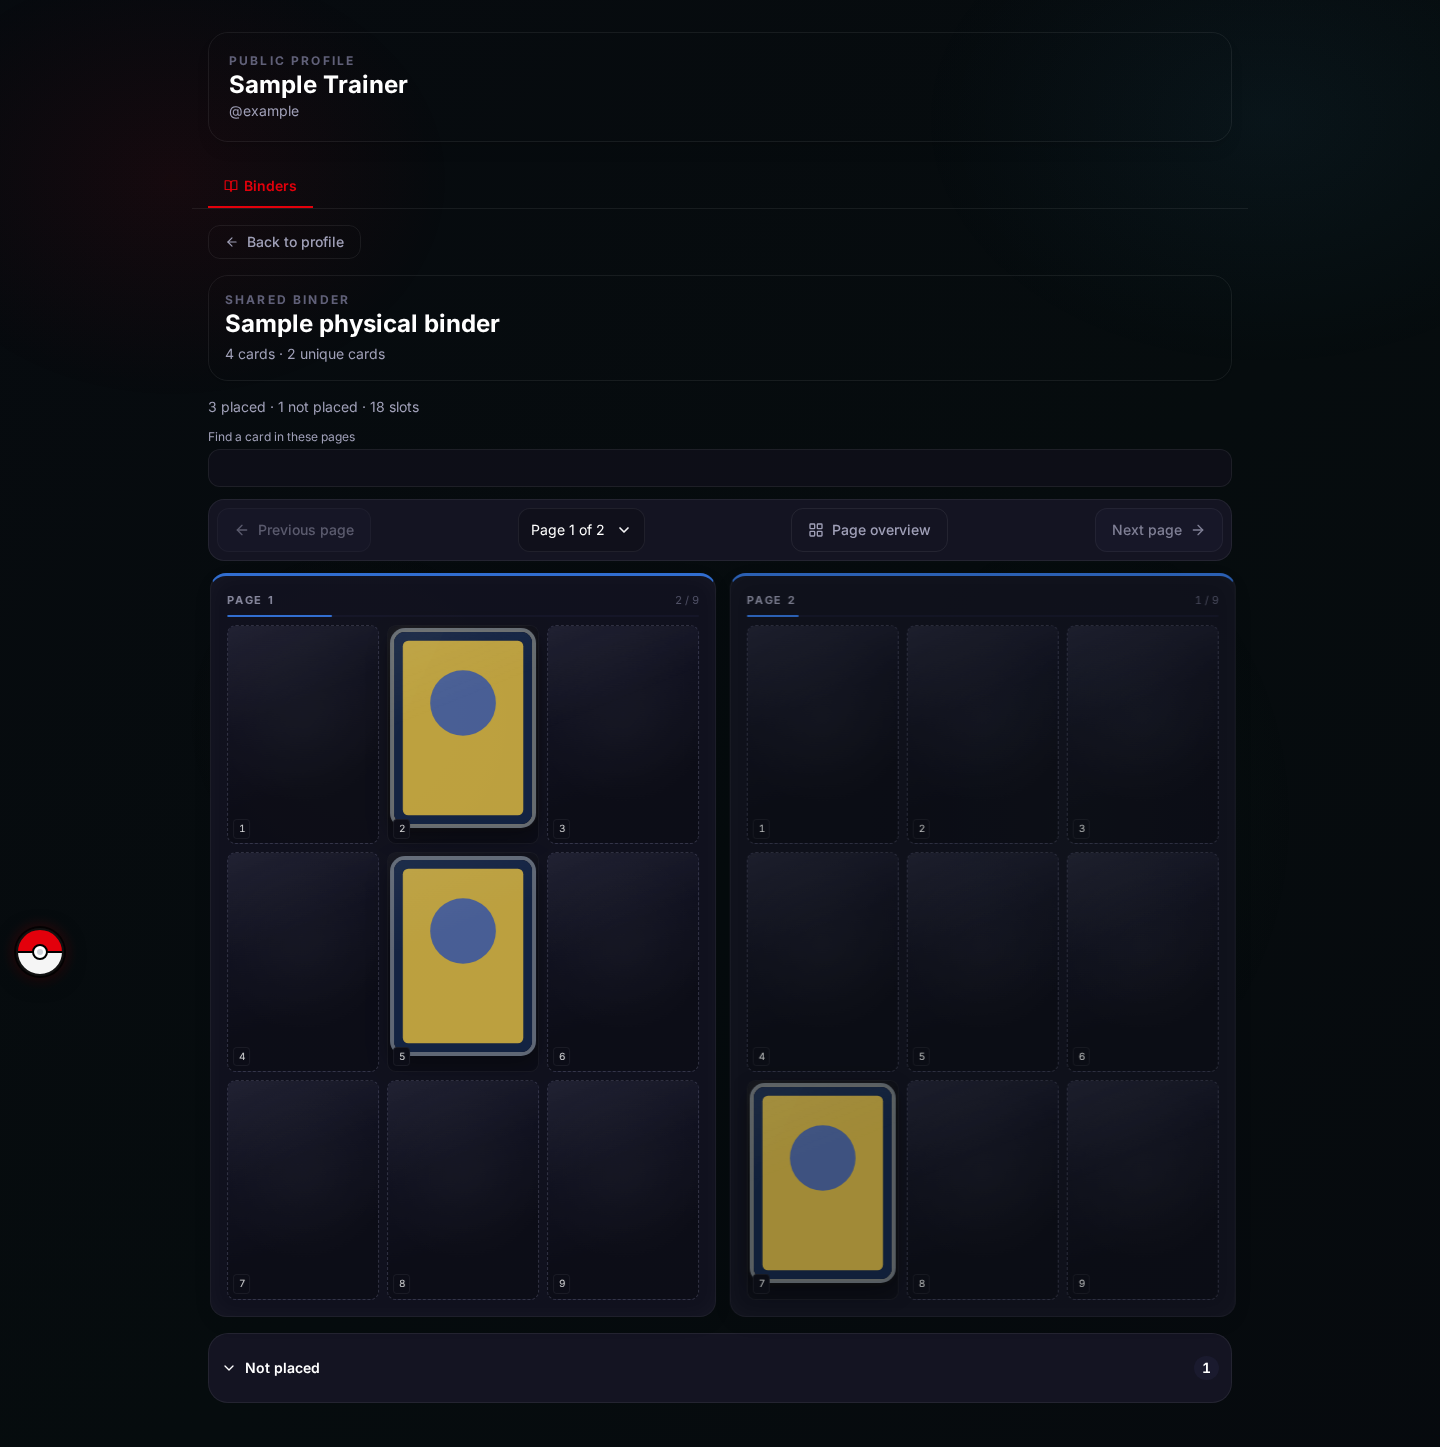 PUBLIC PROFILE
Sample Trainer
@example
Binders
Back to profile
SHARED BINDER
Sample physical binder
4 cards · 2 unique cards
3 placed · 1 not placed · 18 slots
Find a card in these pages
Previous page
Page 1 of 2
Page overview
Next page
PAGE 1
2 / 9
1
2
3
4
5
6
7
8
9
PAGE 2
1 / 9
1
2
3
4
5
6
7
8
9
Not placed
1